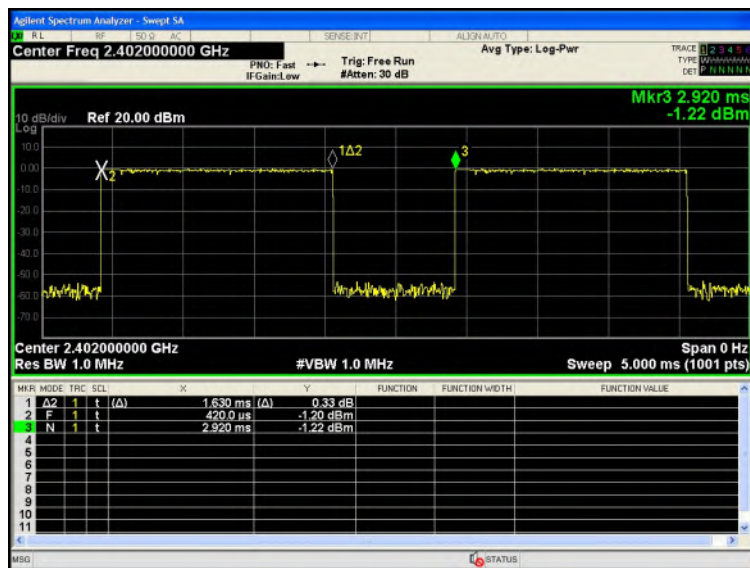 Agilent Spectrum Analyzer - Swept SA
RL RF 50 Ω AC SENSE:INT ALIGN AUTO
Center Freq 2.402000000 GHz
PNO: Fast
IFGain:Low
Trig: Free Run
#Atten: 30 dB
Avg Type: Log-Pwr
TRACE 1 2 3 4 5 6
TYPE
DET P N N N N N
Mkr3 2.920 ms
-1.22 dBm
10 dB/div Ref 20.00 dBm
Log
10.0
0.00
-10.0
-20.0
-30.0
-40.0
-50.0
-60.0
-70.0
X2
1Δ2
3
Center 2.402000000 GHz Span 0 Hz
Res BW 1.0 MHz #VBW 1.0 MHz Sweep 5.000 ms (1001 pts)
MKR MODE TRC SCL X Y FUNCTION FUNCTION WIDTH FUNCTION VALUE
1 Δ2 1 t (Δ) 1.630 ms (Δ) 0.33 dB
2 F 1 t 420.0 µs -1.20 dBm
3 N 1 t 2.920 ms -1.22 dBm
4
5
6
7
8
9
10
11
MSG STATUS